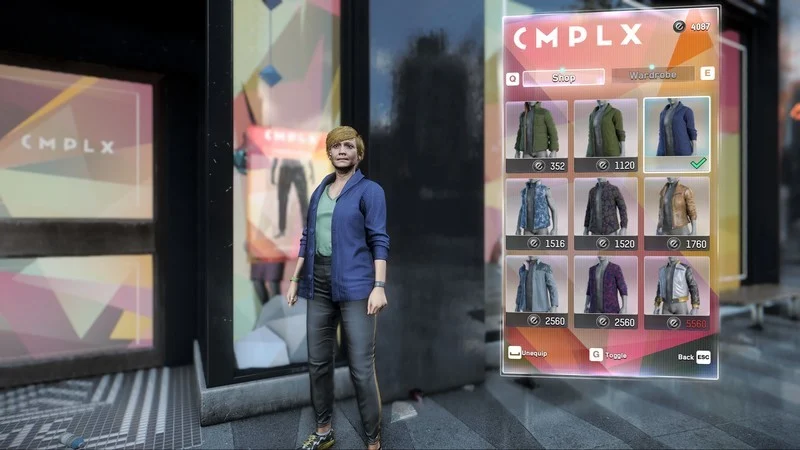 CMPLX
CMPLX
CMPLX
4087
Q Shop Wardrobe E
352 1120
1516 1520 1760
2560 2560 5560
Unequip G Toggle Back ESC